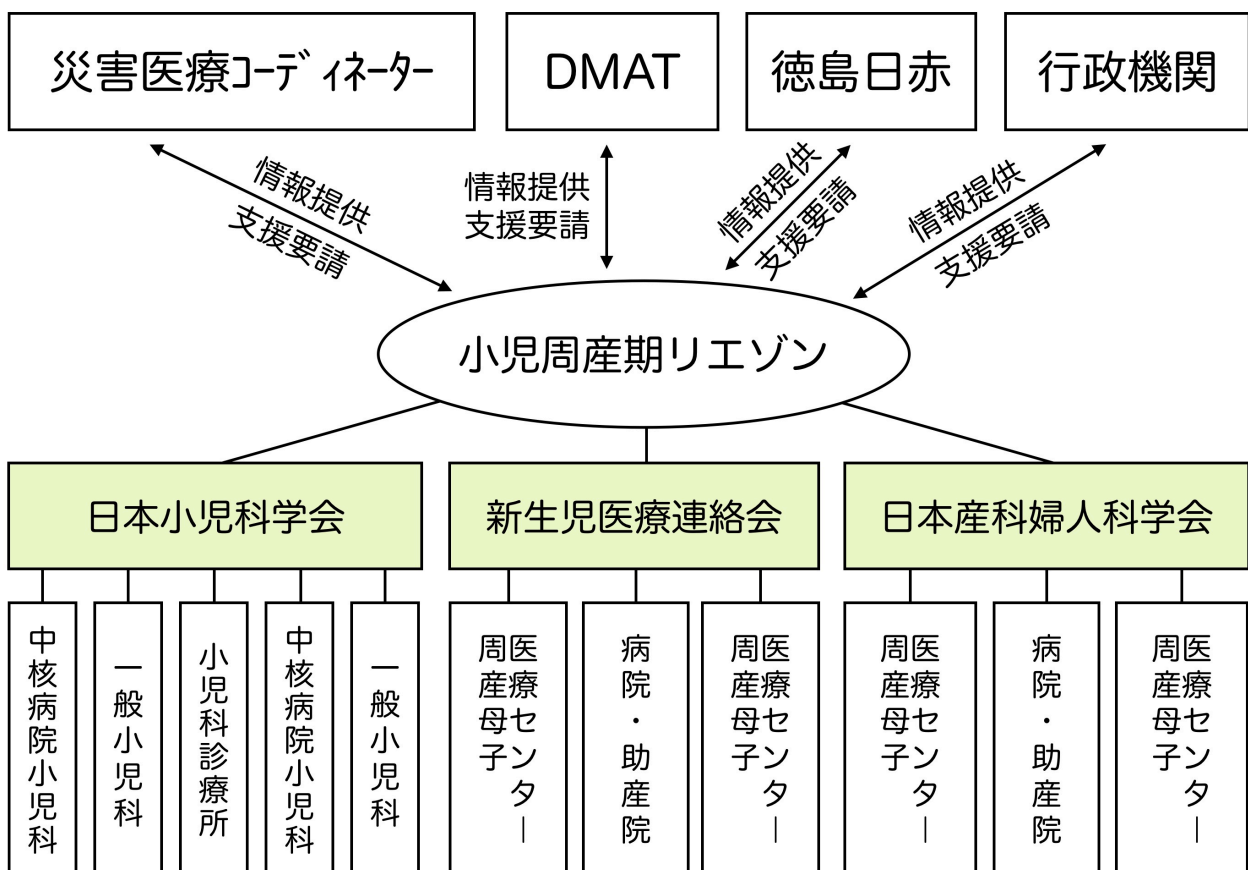 災害医療コーディネーター
DMAT
徳島日赤
行政機関
情報提供
支援要請
情報提供
支援要請
情報提供
支援要請
情報提供
支援要請
小児周産期リエゾン
日本小児科学会
新生児医療連絡会
日本産科婦人科学会
中核病院小児科
一般小児科
小児科診療所
中核病院小児科
一般小児科
周産母子
医療センター
病院・助産院
周産母子
医療センター
周産母子
医療センター
病院・助産院
周産母子
医療センター